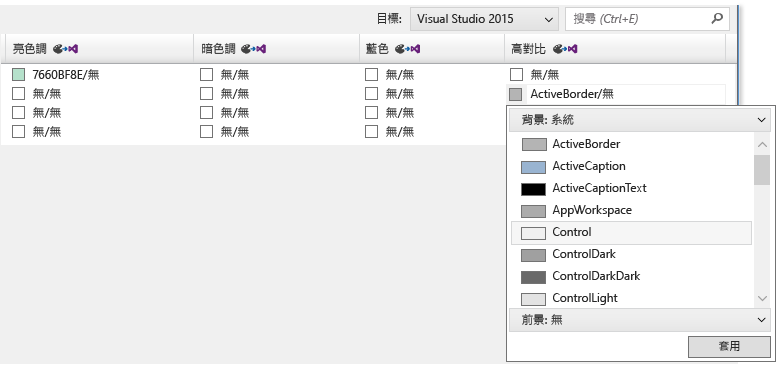 目標: Visual Studio 2015 搜尋 (Ctrl+E)
亮色調 暗色調 藍色 高對比
7660BF8E/無 無/無 無/無 無/無
無/無 無/無 無/無 ActiveBorder/無
無/無 無/無 無/無
無/無 無/無 無/無
背景: 系統
ActiveBorder
ActiveCaption
ActiveCaptionText
AppWorkspace
Control
ControlDark
ControlDarkDark
ControlLight
前景: 無
套用